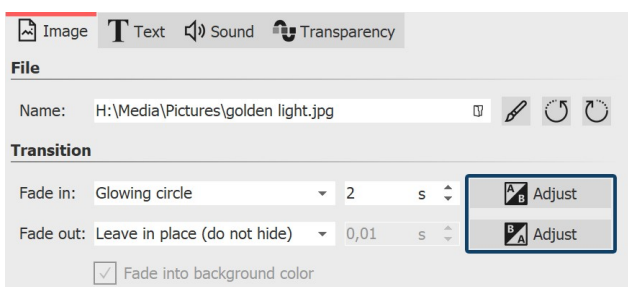 Image Text Sound Transparency
File
Name: H:\Media\Pictures\golden light.jpg
Transition
Fade in: Glowing circle 2 s A B Adjust
Fade out: Leave in place (do not hide) 0,01 s B A Adjust
Fade into background color